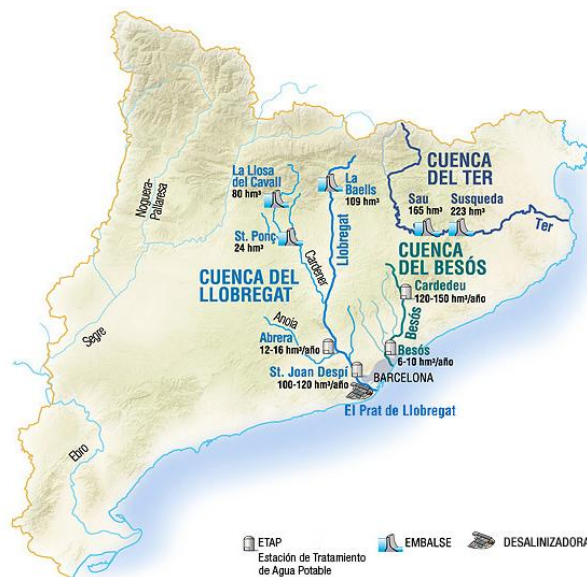 La Llosa
del Cavall
80 hm³
La
Baells
109 hm³
CUENCA
DEL TER
Sau
165 hm³
Susqueda
223 hm³
Ter
Noguera-
Pallaresa
St. Ponç
24 hm³
Cardener
Llobregat
CUENCA
DEL BESÓS
Cardedeu
120-150 hm³/año
CUENCA DEL
LLOBREGAT
Besós
Anoia
Segre
Abrera
12-16 hm³/año
Besós
6-10 hm³/año
St. Joan Despí
100-120 hm³/año
BARCELONA
El Prat de Llobregat
Ebro
ETAP
Estación de Tratamiento
de Agua Potable
EMBALSE
DESALINIZADORA